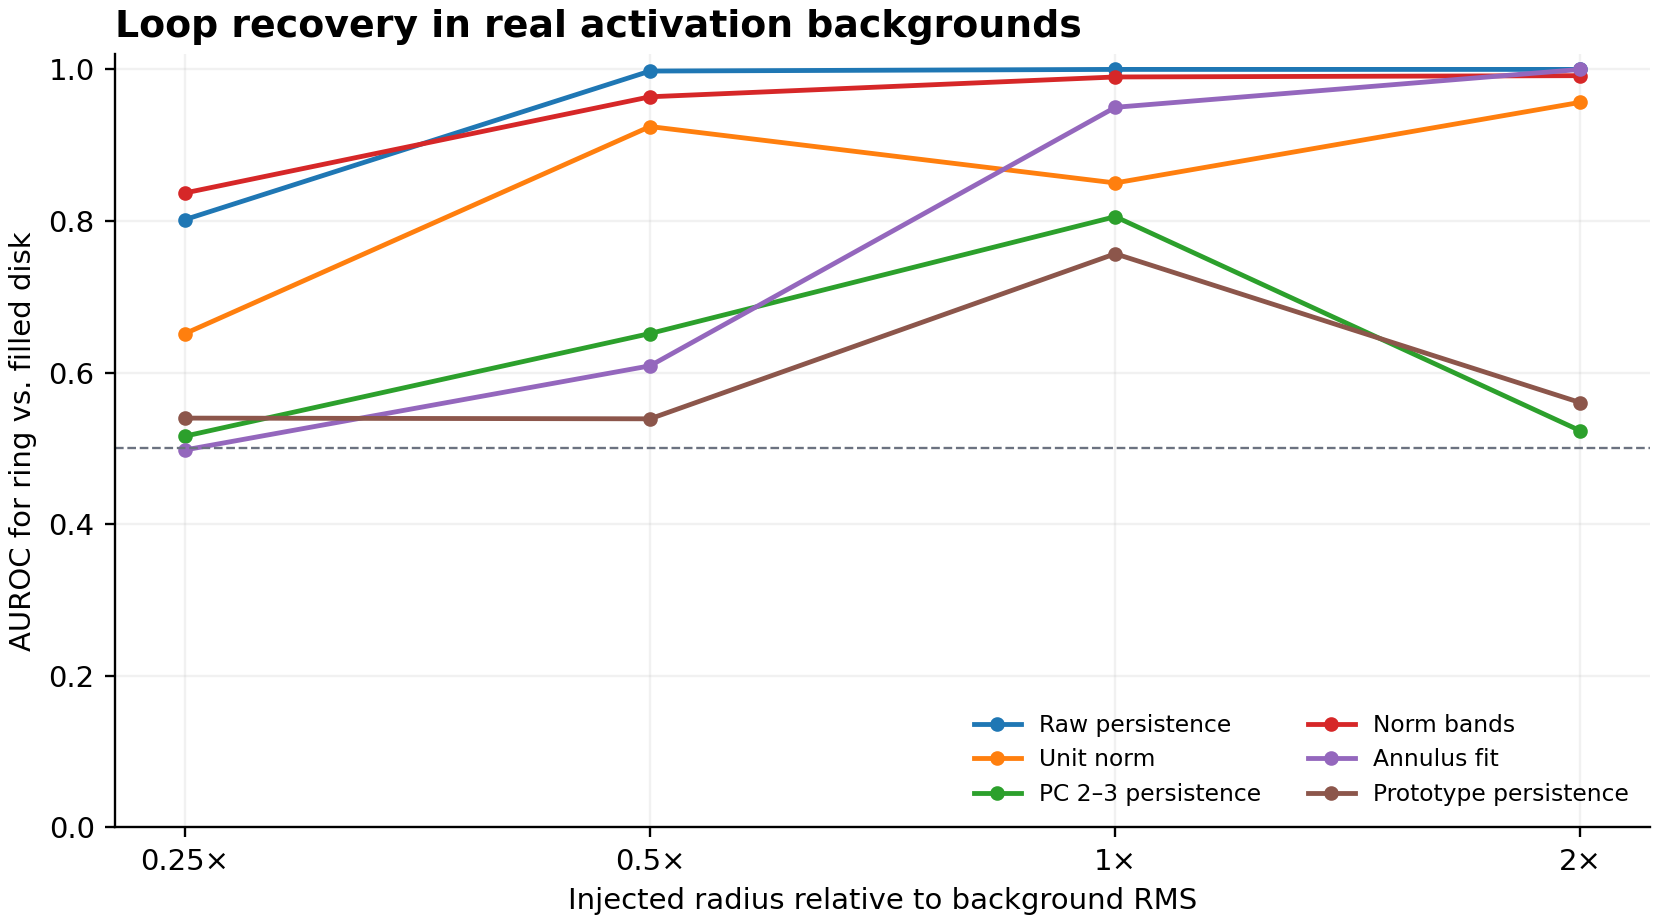 Loop recovery in real activation backgrounds
AUROC for ring vs. filled disk
1.0
0.8
0.6
0.4
0.2
0.0
Raw persistence
Unit norm
PC 2–3 persistence
Norm bands
Annulus fit
Prototype persistence
0.25×
0.5×
1×
2×
Injected radius relative to background RMS